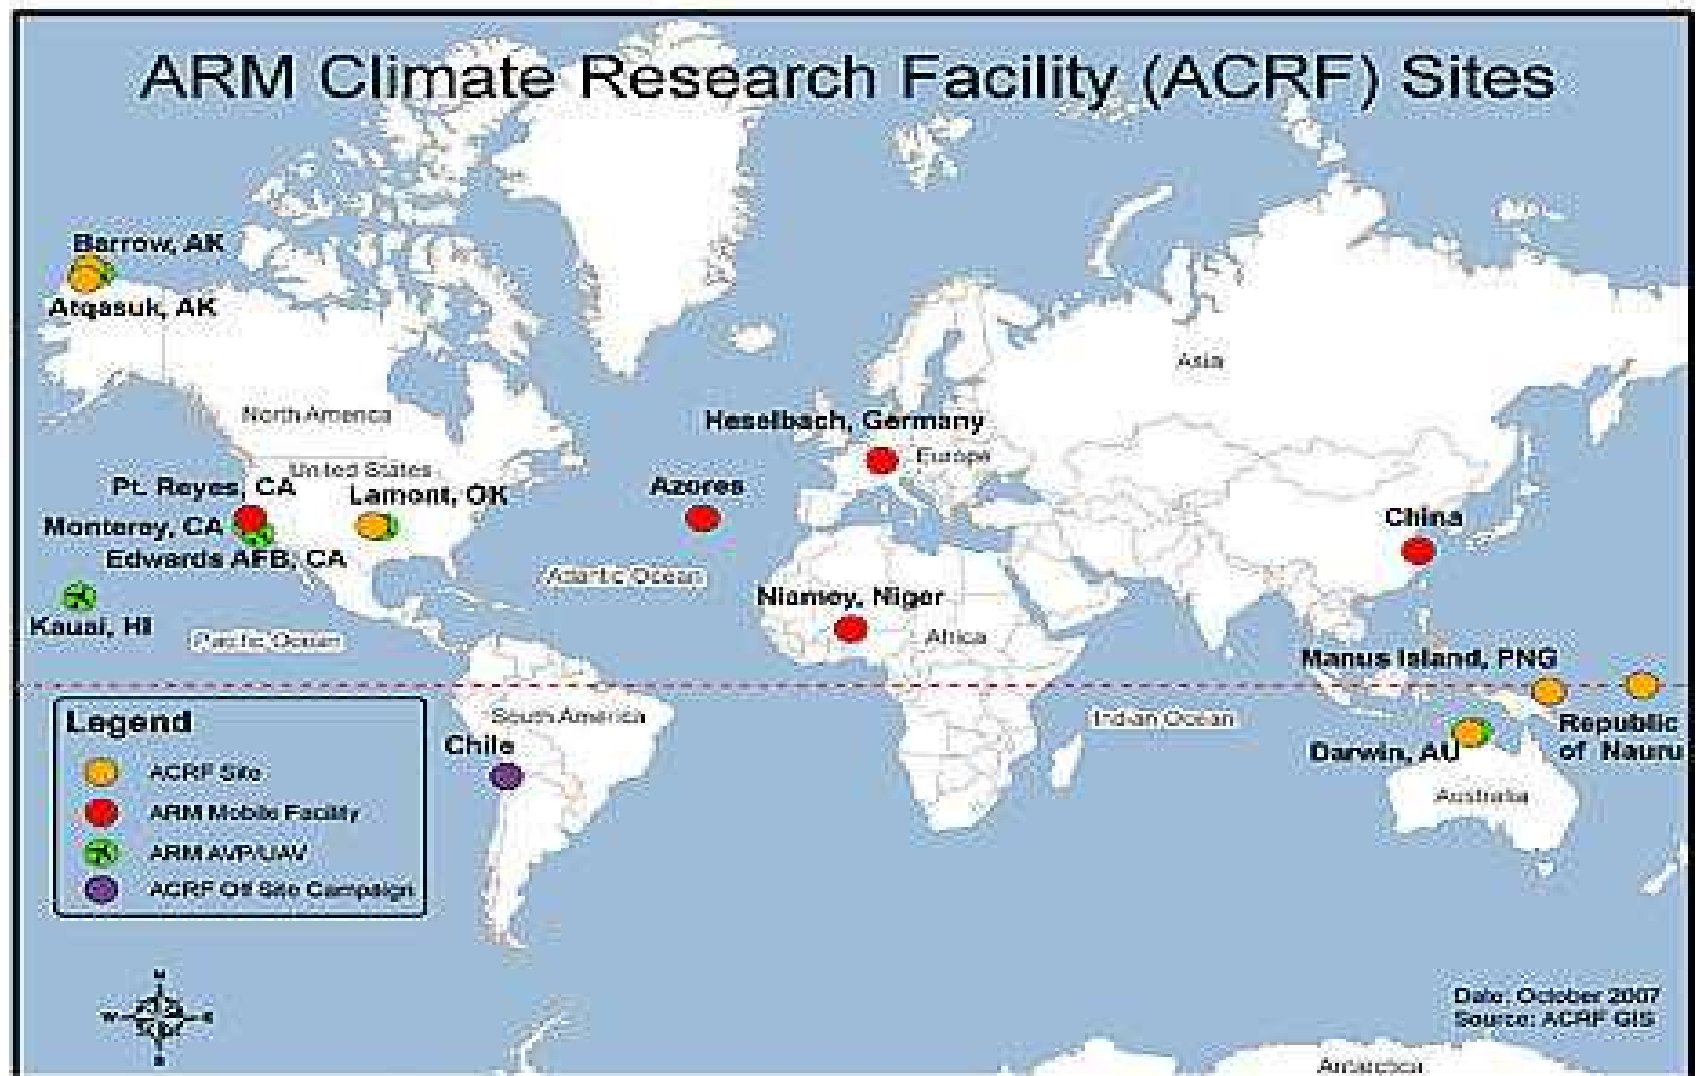 ARM Climate Research Facility (ACRF) Sites
Barrow, AK
Atqasuk, AK
North America
United States
Pt. Reyes, CA
Lamont, OK
Monterey, CA
Edwards AFB, CA
Kauai, HI
Pacific Ocean
Atlantic Ocean
Azores
Heselbach, Germany
Europe
Asia
China
Niamey, Niger
Africa
Manus Island, PNG
Republic
of Nauru
Indian Ocean
Darwin, AU
Australia
South America
Chile
Legend
ACRF Site
ARM Mobile Facility
ARM AVP/UAV
ACRF Off Site Campaign
N
W
E
S
Date: October 2007
Source: ACRF GIS
Antarctica